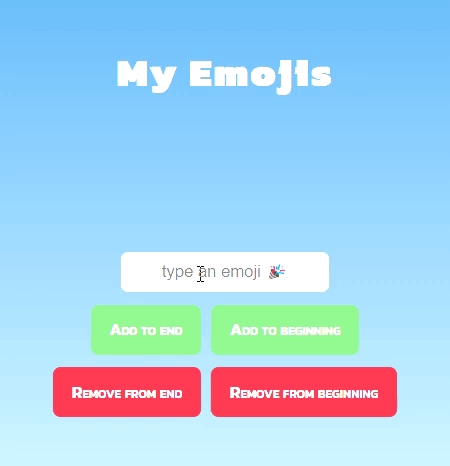 My Emojis
type an emoji 🎉
Add to end Add to beginning
Remove from end Remove from beginning